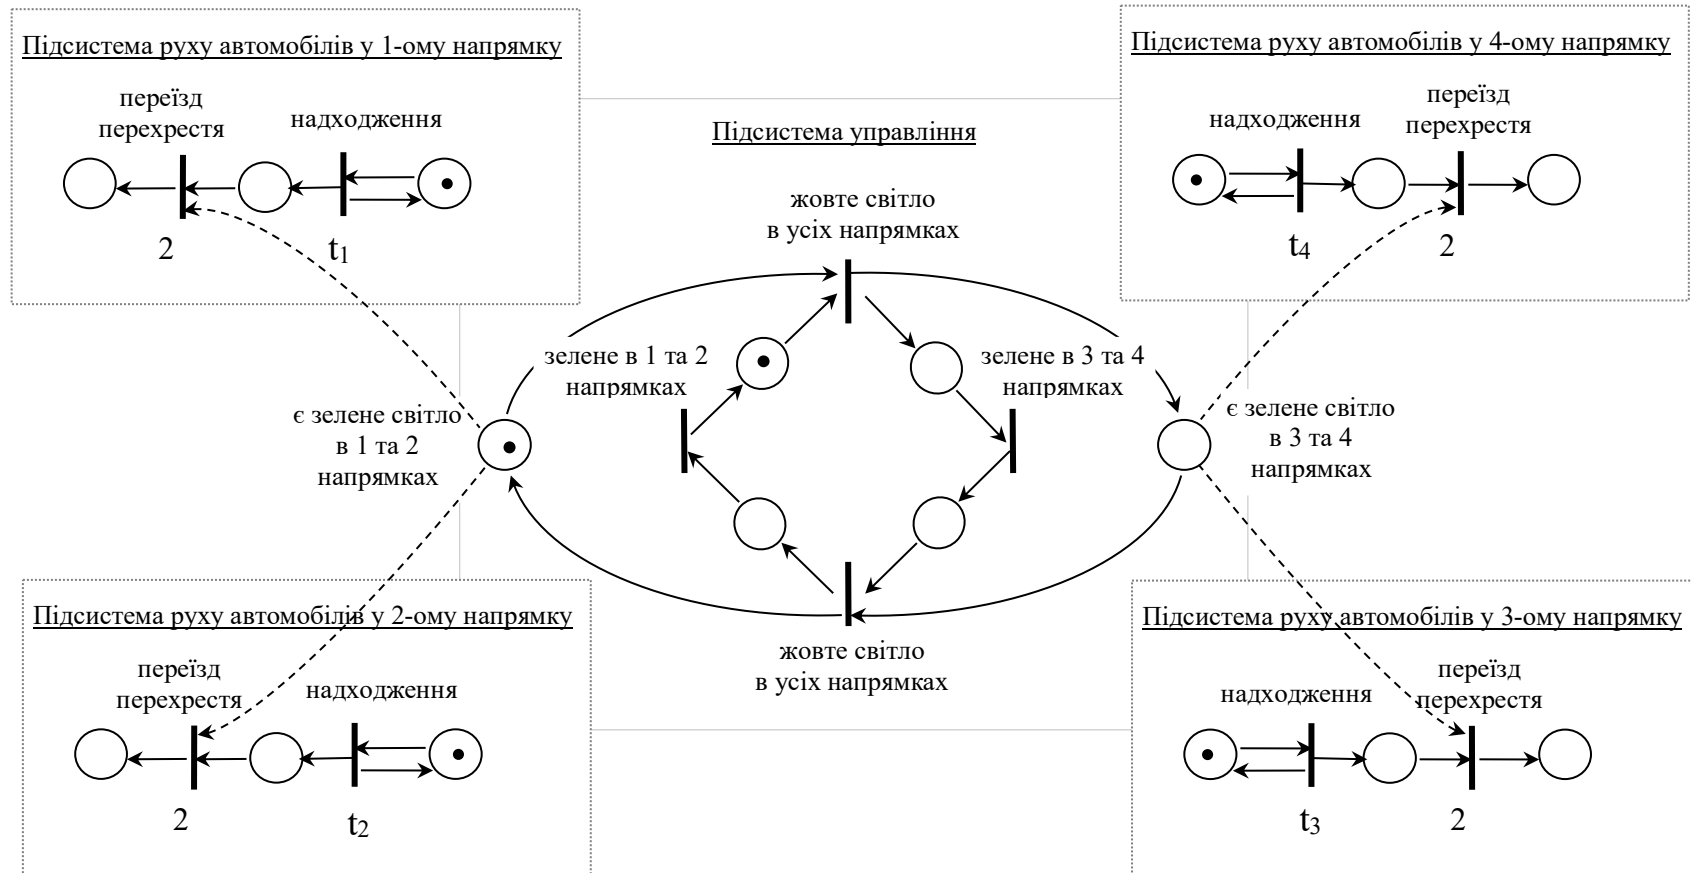 Підсистема руху автомобілів у 1-ому напрямку
переїзд
перехрестя
надходження
2
t1
Підсистема руху автомобілів у 4-ому напрямку
надходження
переїзд
перехрестя
t4
2
Підсистема управління
жовте світло
в усіх напрямках
зелене в 1 та 2
напрямках
зелене в 3 та 4
напрямках
є зелене світло
в 1 та 2
напрямках
є зелене світло
в 3 та 4
напрямках
жовте світло
в усіх напрямках
Підсистема руху автомобілів у 2-ому напрямку
переїзд
перехрестя
надходження
2
t2
Підсистема руху автомобілів у 3-ому напрямку
надходження
переїзд
перехрестя
t3
2